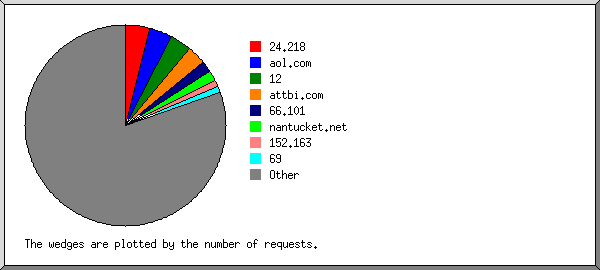 24.218
aol.com
12
attbi.com
66.101
nantucket.net
152.163
69
Other
The wedges are plotted by the number of requests.